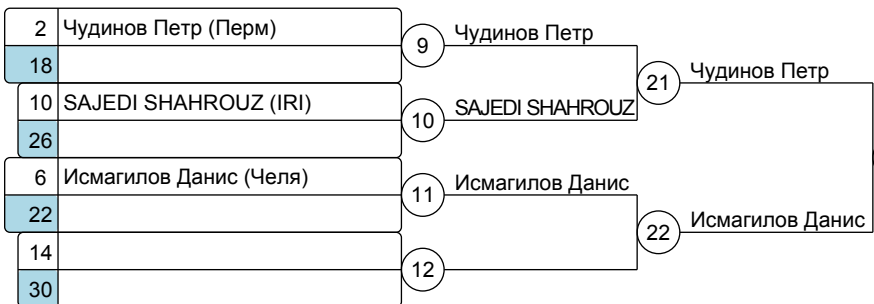 2 Чудинов Петр (Перм)
18
10 SAJEDI SHAHROUZ (IRI)
26
6 Исмагилов Данис (Челя)
22
14
30
9 Чудинов Петр
10 SAJEDI SHAHROUZ
11 Исмагилов Данис
12
21 Чудинов Петр
22 Исмагилов Данис